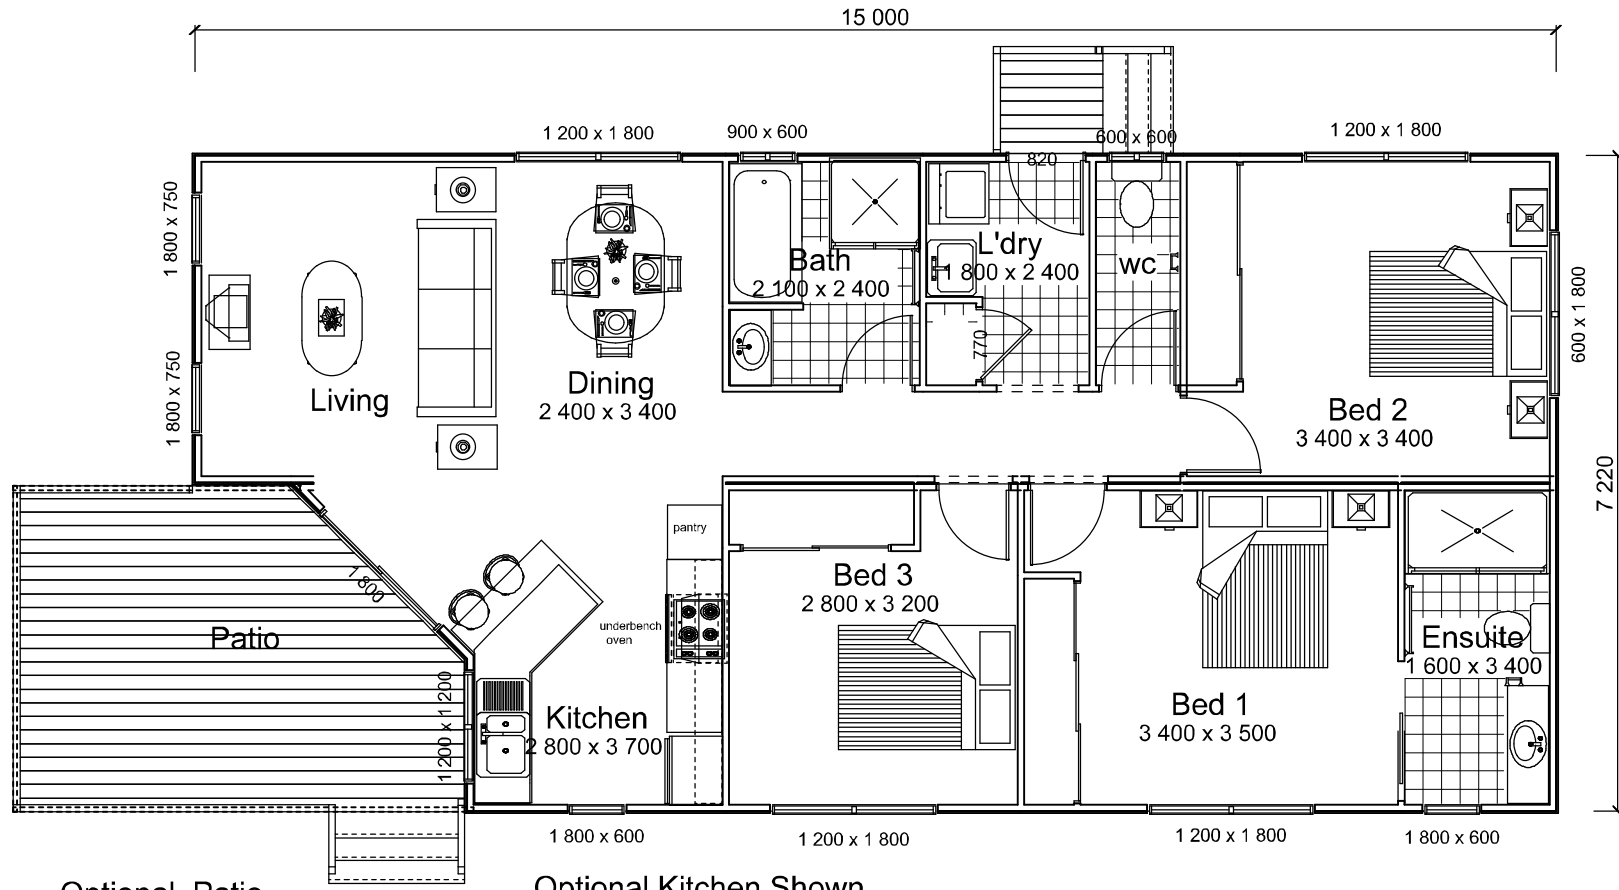 15 000
1 200 x 1 800
900 x 600
600 x 600
1 200 x 1 800
820
1 800 x 750
L'dry
1 800 x 2 400
Bath
2 100 x 2 400
wc
600 x 1 800
770
1 800 x 750
Living
Dining
2 400 x 3 400
Bed 2
3 400 x 3 400
7 220
pantry
1 800
Bed 3
2 800 x 3 200
underbench
oven
Patio
Ensuite
1 600 x 3 400
1 200 x 1 200
Kitchen
2 800 x 3 700
Bed 1
3 400 x 3 500
1 800 x 600
1 200 x 1 800
1 200 x 1 800
1 800 x 600
Optional Patio
Optional Kitchen Shown